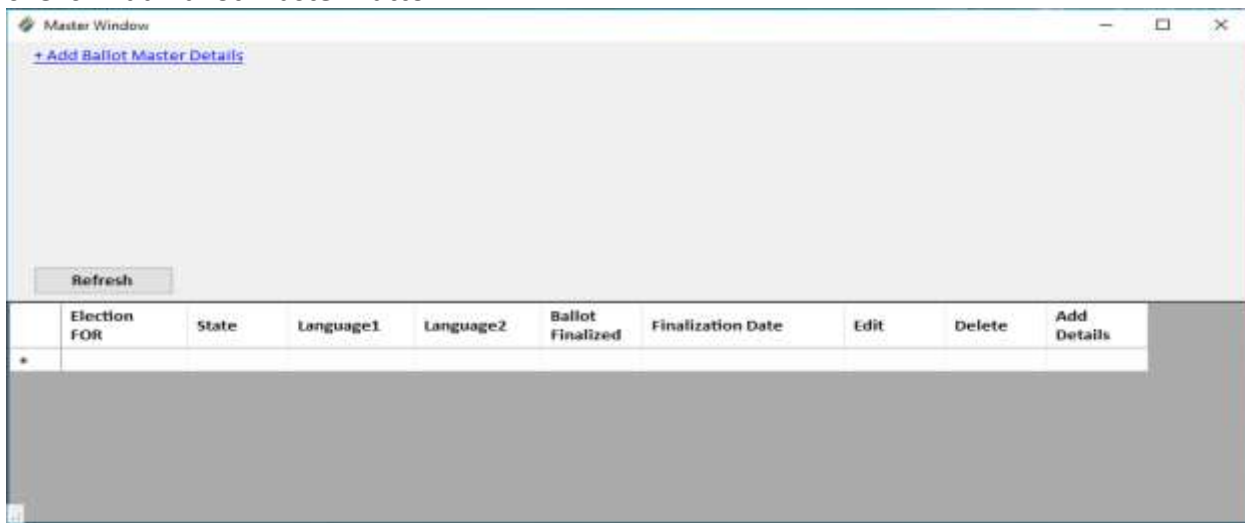 Master Window
+ Add Ballot Master Details
Refresh
Election FOR State Language1 Language2 Ballot Finalized Finalization Date Edit Delete Add Details
*